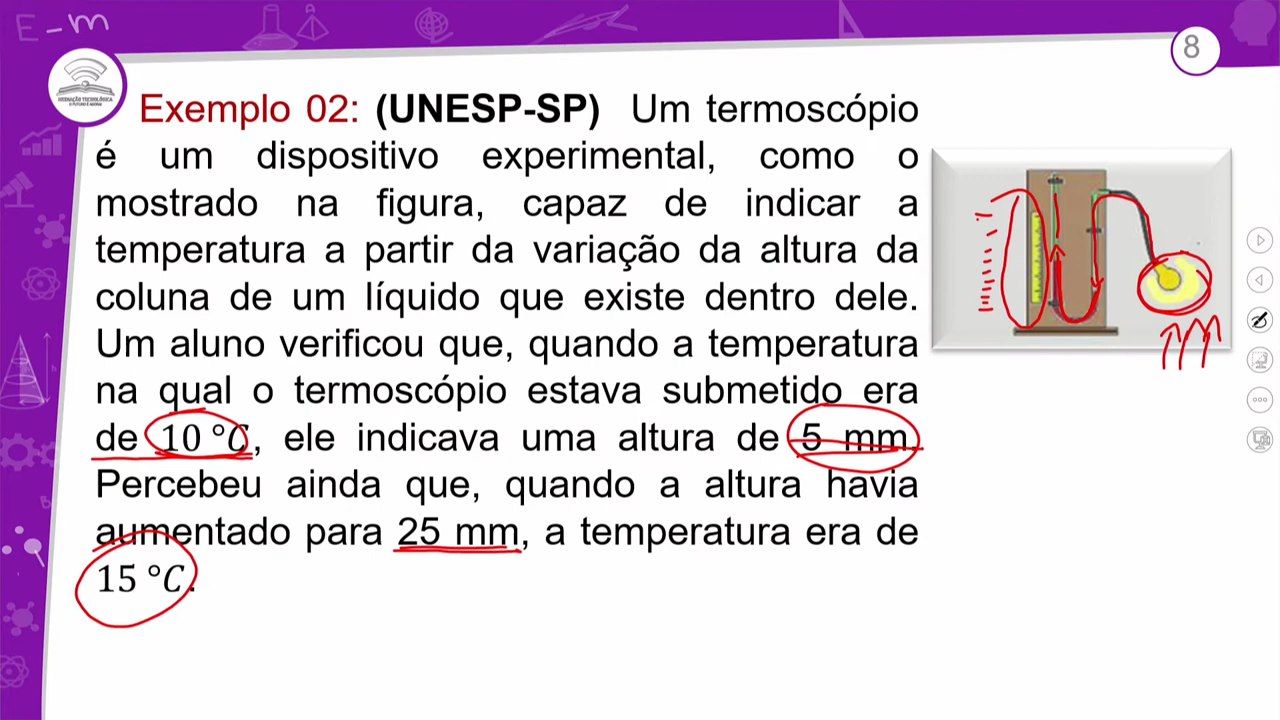 E-m
8
MEDIAÇÃO TECNOLÓGICA
Exemplo 02: (UNESP-SP) Um termoscópio
é um dispositivo experimental, como o
mostrado na figura, capaz de indicar a
temperatura a partir da variação da altura da
coluna de um líquido que existe dentro dele.
Um aluno verificou que, quando a temperatura
na qual o termoscópio estava submetido era
de 10 °C, ele indicava uma altura de 5 mm.
Percebeu ainda que, quando a altura havia
aumentado para 25 mm, a temperatura era de
15 °C.